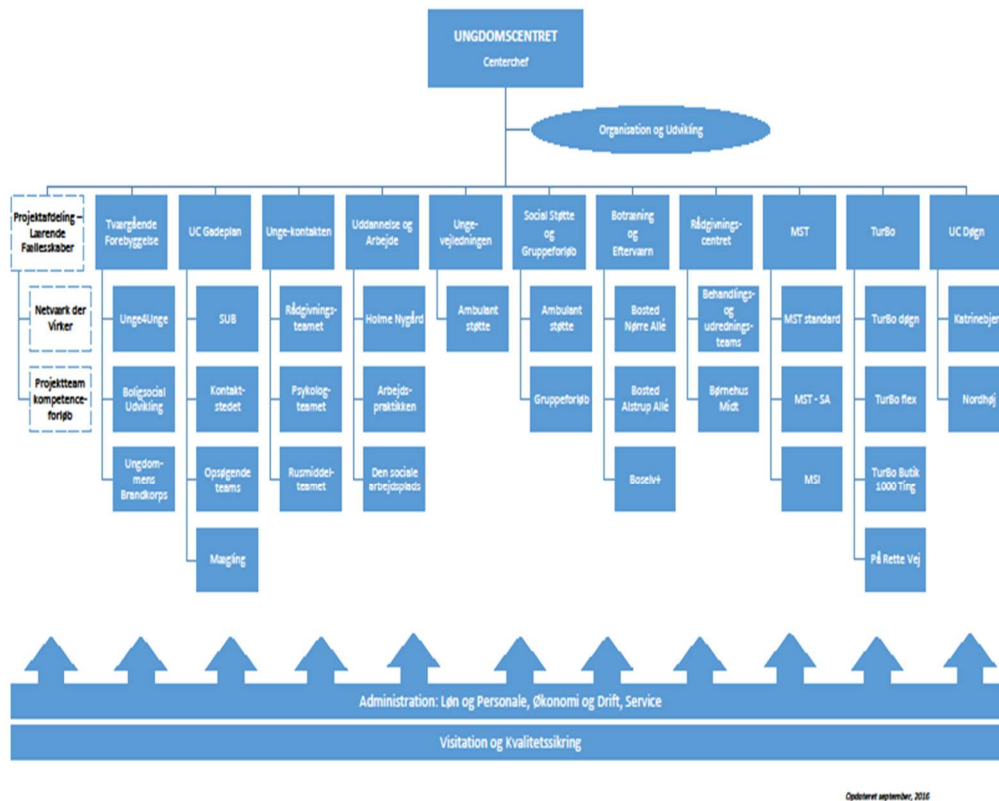 UNGDOMSCENTRET
Centerchef
Organisation og Udvikling
Projektafdeling –
Lærende
Fællesskaber
Netværk der
Virker
Projektteam
kompetence-
forløb
Tværgående
Forebyggelse
Unge4Unge
Boligsocial
Udvikling
Ungdom-
mens
Brandkorps
UC Gadeplan
SUB
Kontakt-
stedet
Opsøgende
teams
Mægling
Unge-kontakten
Rådgivnings-
teamet
Psykolog-
teamet
Rusmiddel-
teamet
Uddannelse og
Arbejde
Holme Nygård
Arbejds-
praktikken
Den sociale
arbejdsplads
Unge-
vejledningen
Ambulant
støtte
Social Støtte
og
Gruppeforløb
Ambulant
støtte
Gruppeforløb
Botræning
og
Efterværn
Bosted
Nørre Allé
Bosted
Alstrup Allé
Boselv+
Rådgivnings-
centret
Behandlings-
og
udrednings-
teams
Børnehus
Midt
MST
MST standard
MST - SA
MSI
TurBo
TurBo døgn
TurBo flex
TurBo Butik
1000 Ting
På Rette Vej
UC Døgn
Katrinebjerg
Nordhøj
Administration: Løn og Personale, Økonomi og Drift, Service
Visitation og Kvalitetssikring
Opdateret september, 2016